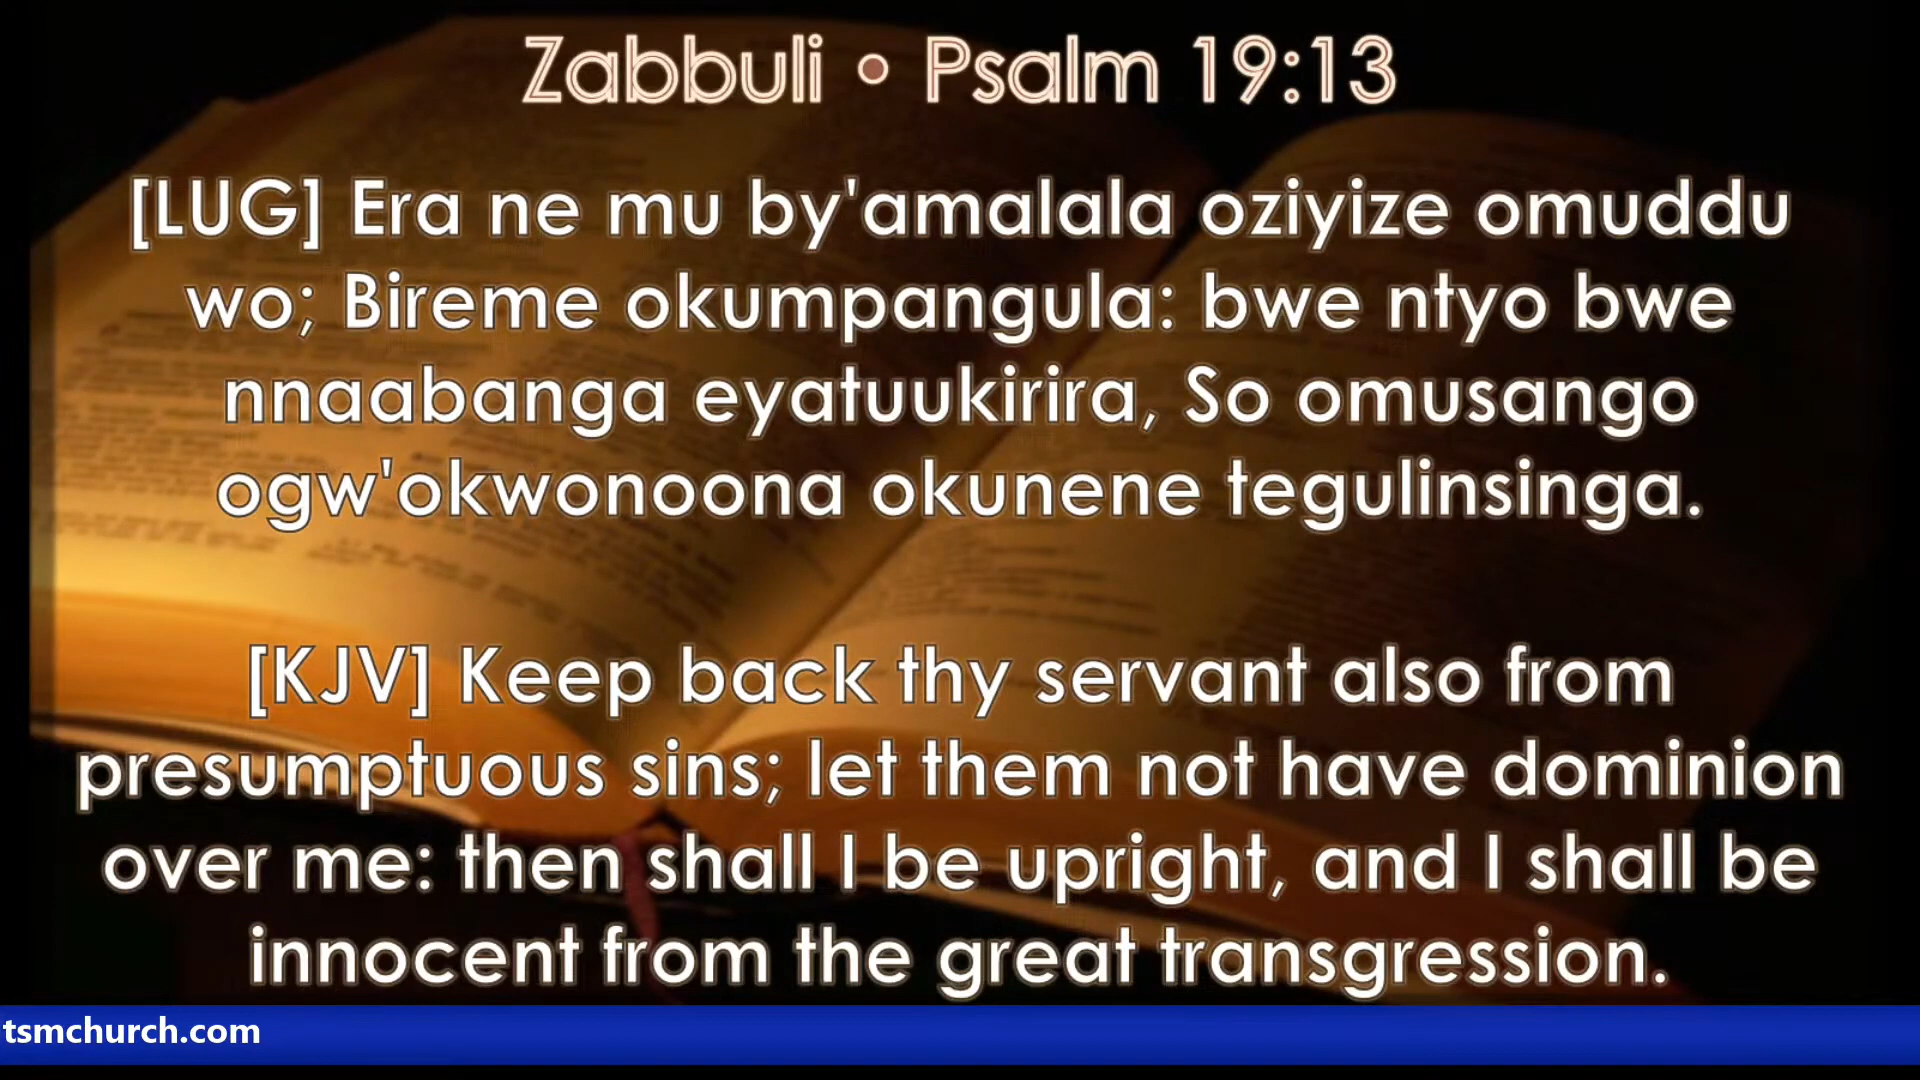 Zabbuli • Psalm 19:13
[LUG] Era ne mu by'amalala oziyize omuddu
wo; Bireme okumpangula: bwe ntyo bwe
nnaabanga eyatuukirira, So omusango
ogw'okwonoona okunene tegulinsinga.
[KJV] Keep back thy servant also from
presumptuous sins; let them not have dominion
over me: then shall I be upright, and I shall be
innocent from the great transgression.
tsmchurch.com